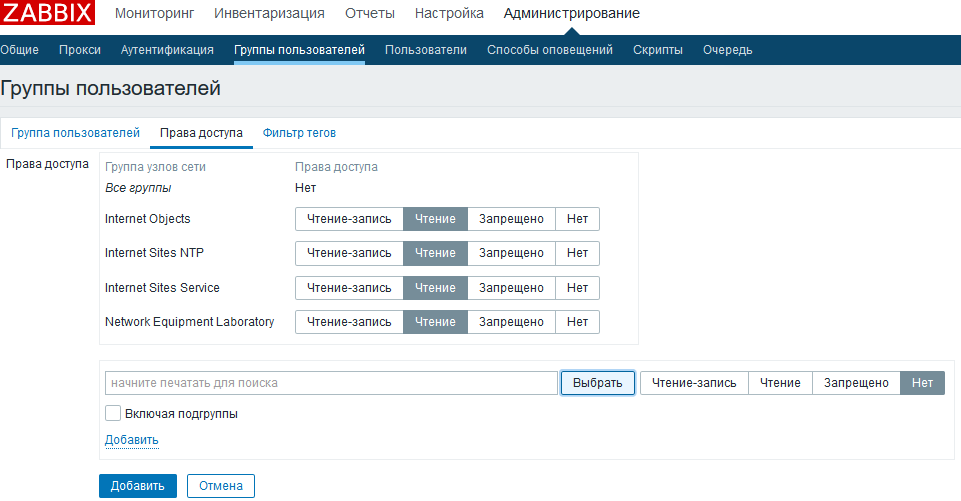 ZABBIX Мониторинг Инвентаризация Отчеты Настройка Администрирование
Общие Прокси Аутентификация Группы пользователей Пользователи Способы оповещений Скрипты Очередь
Группы пользователей
Группа пользователей Права доступа Фильтр тегов
Права доступа Группа узлов сети Права доступа
Все группы Нет
Internet Objects Чтение-запись Чтение Запрещено Нет
Internet Sites NTP Чтение-запись Чтение Запрещено Нет
Internet Sites Service Чтение-запись Чтение Запрещено Нет
Network Equipment Laboratory Чтение-запись Чтение Запрещено Нет
начните печатать для поиска Выбрать Чтение-запись Чтение Запрещено Нет
Включая подгруппы
Добавить
Добавить Отмена